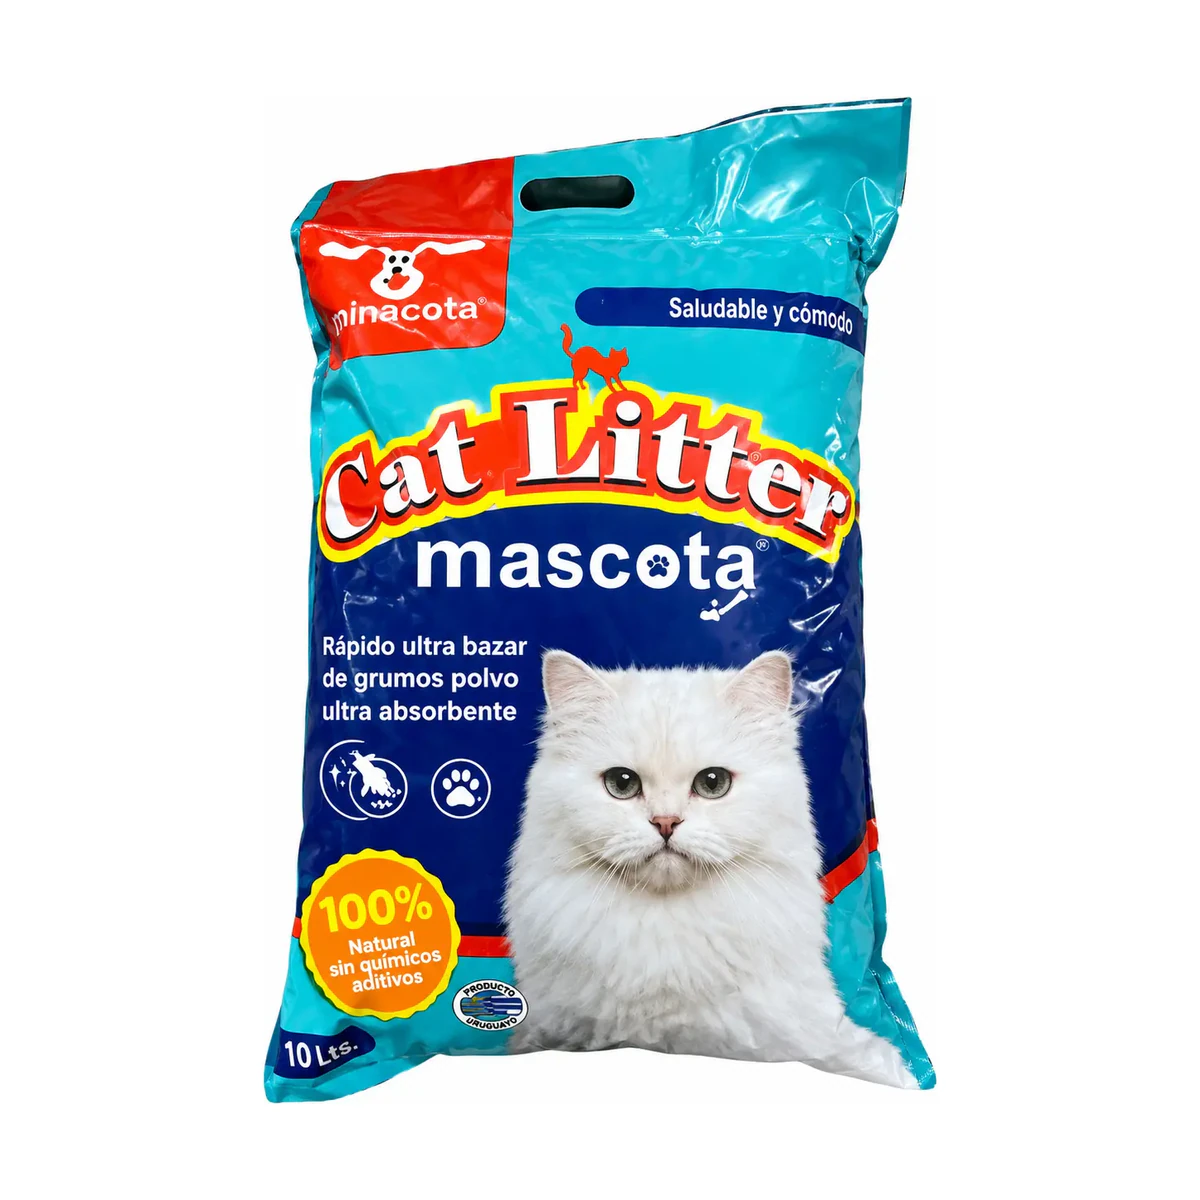 minacota®
Saludable y cómodo
Cat Litter
mascota
Rápido ultra bazar
de grumos polvo
ultra absorbente
100%
Natural
sin químicos
aditivos
PRODUCTO
URUGUAYO
10 Lts.